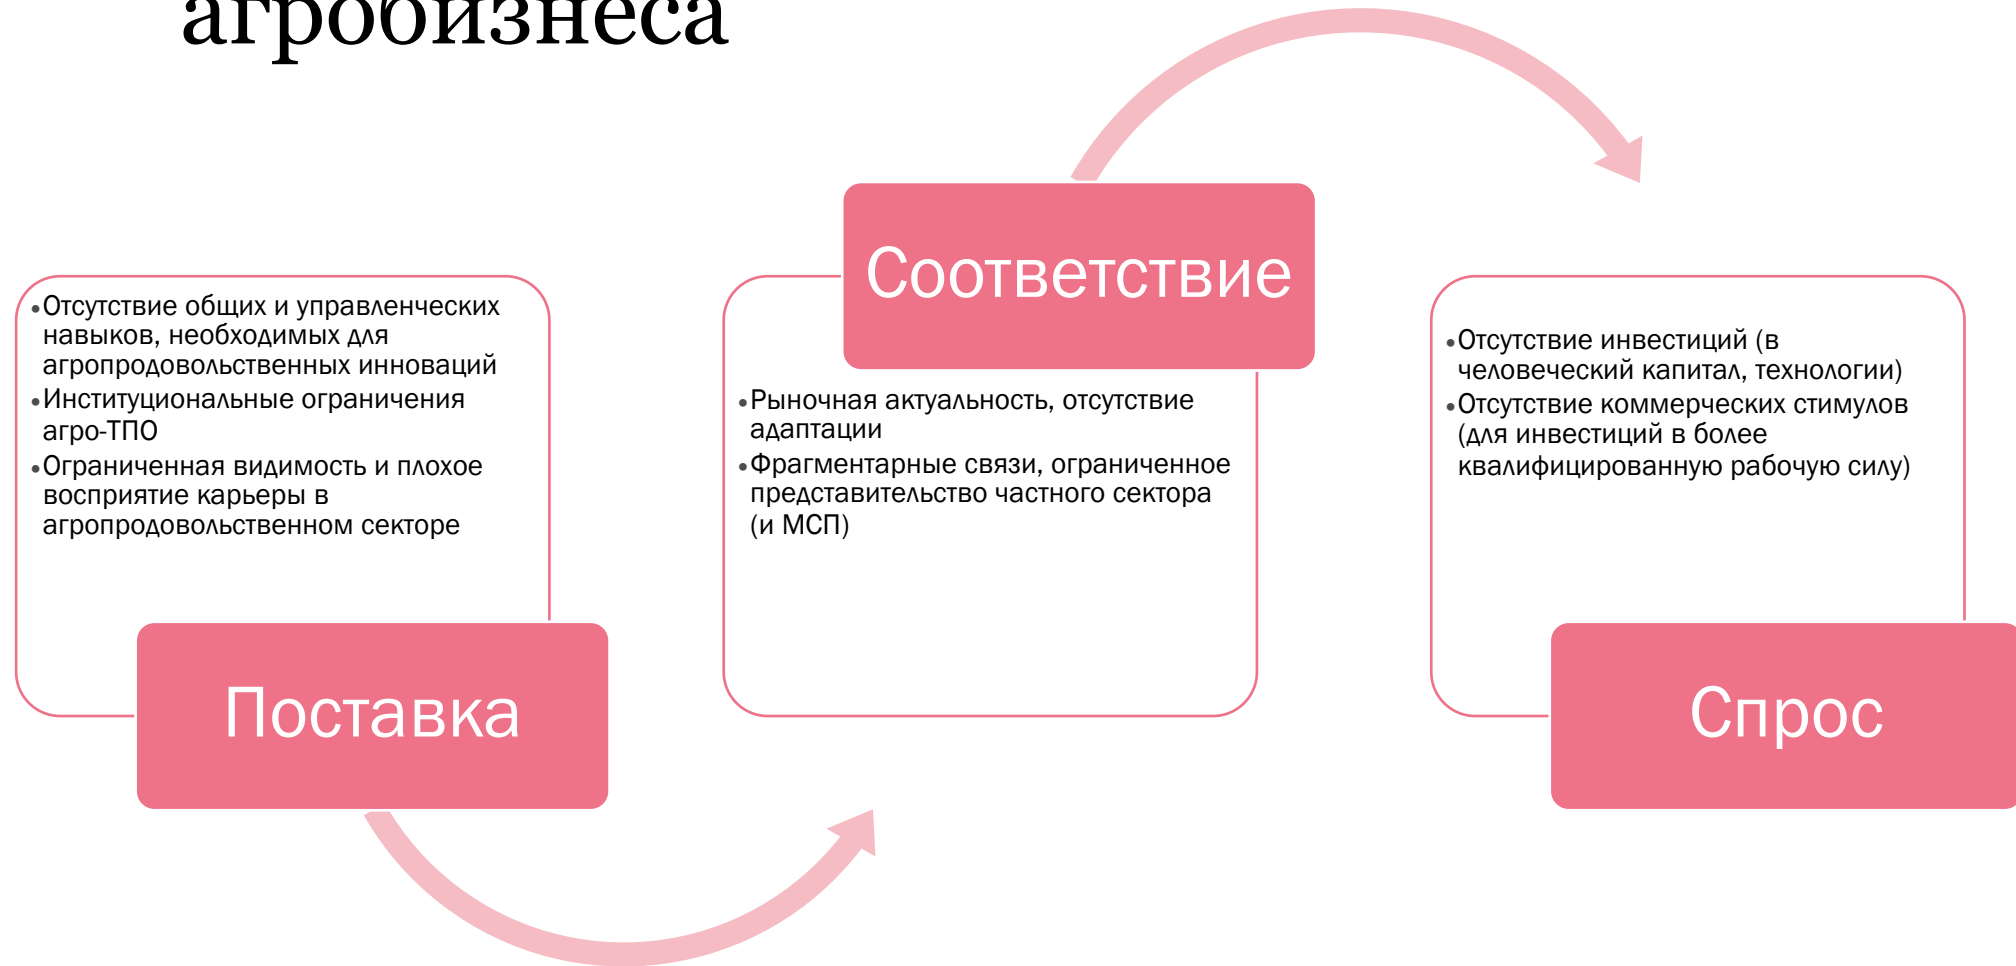 агробизнеса
•Отсутствие общих и управленческих
навыков, необходимых для
агропродовольственных инноваций
•Институциональные ограничения
агро-ТПО
•Ограниченная видимость и плохое
восприятие карьеры в
агропродовольственном секторе
Поставка
Соответствие
•Рыночная актуальность, отсутствие
адаптации
•Фрагментарные связи, ограниченное
представительство частного сектора
(и МСП)
•Отсутствие инвестиций (в
человеческий капитал, технологии)
•Отсутствие коммерческих стимулов
(для инвестиций в более
квалифицированную рабочую силу)
Спрос